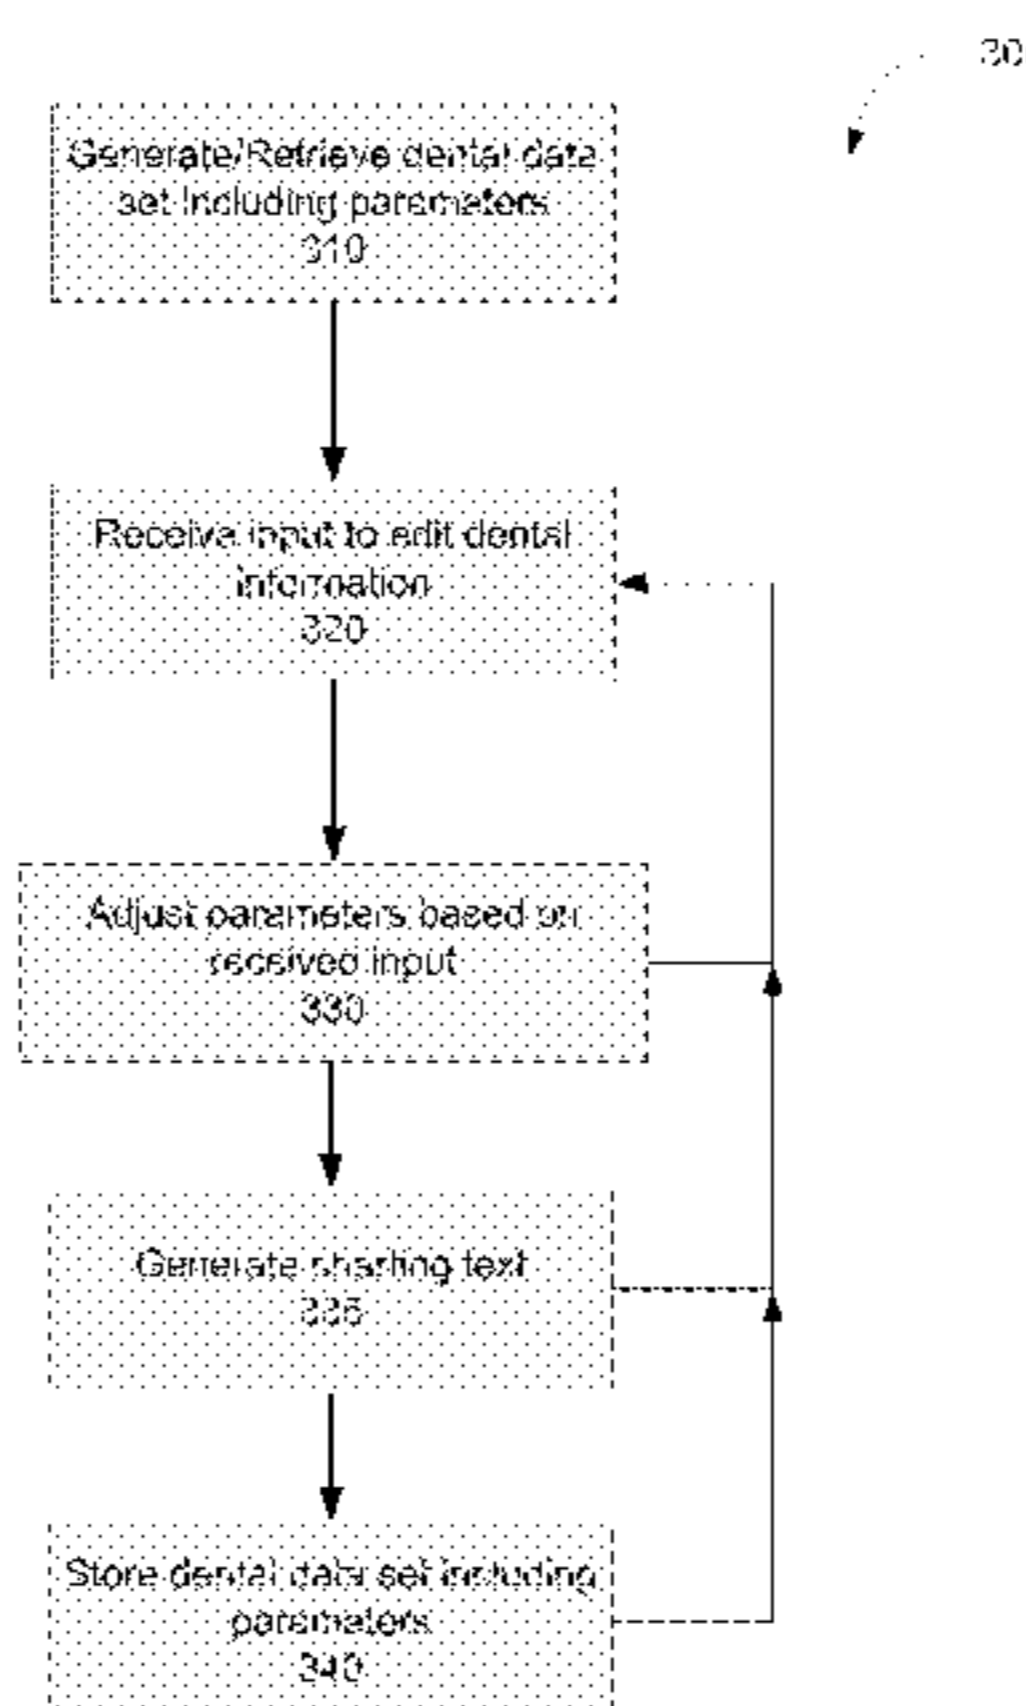 30
Generate/Retrieve dental data
set including parameters
310
Receive input to edit dental
information
320
Adjust parameters based on
received input
330
Generate charting text
335
Store dental data set including
parameters
340